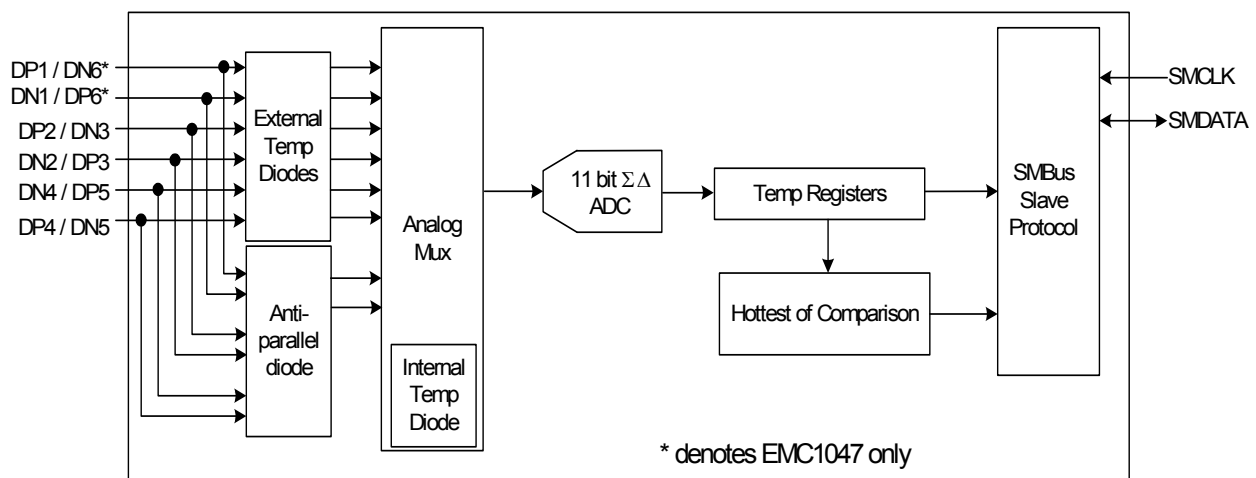 DP1 / DN6*
DN1 / DP6*
DP2 / DN3
DN2 / DP3
DN4 / DP5
DP4 / DN5
External
Temp
Diodes
Anti-
parallel
diode
Analog
Mux
Internal
Temp
Diode
11 bit ΣΔ
ADC
Temp Registers
Hottest of Comparison
SMBus
Slave
Protocol
SMCLK
SMDATA
* denotes EMC1047 only